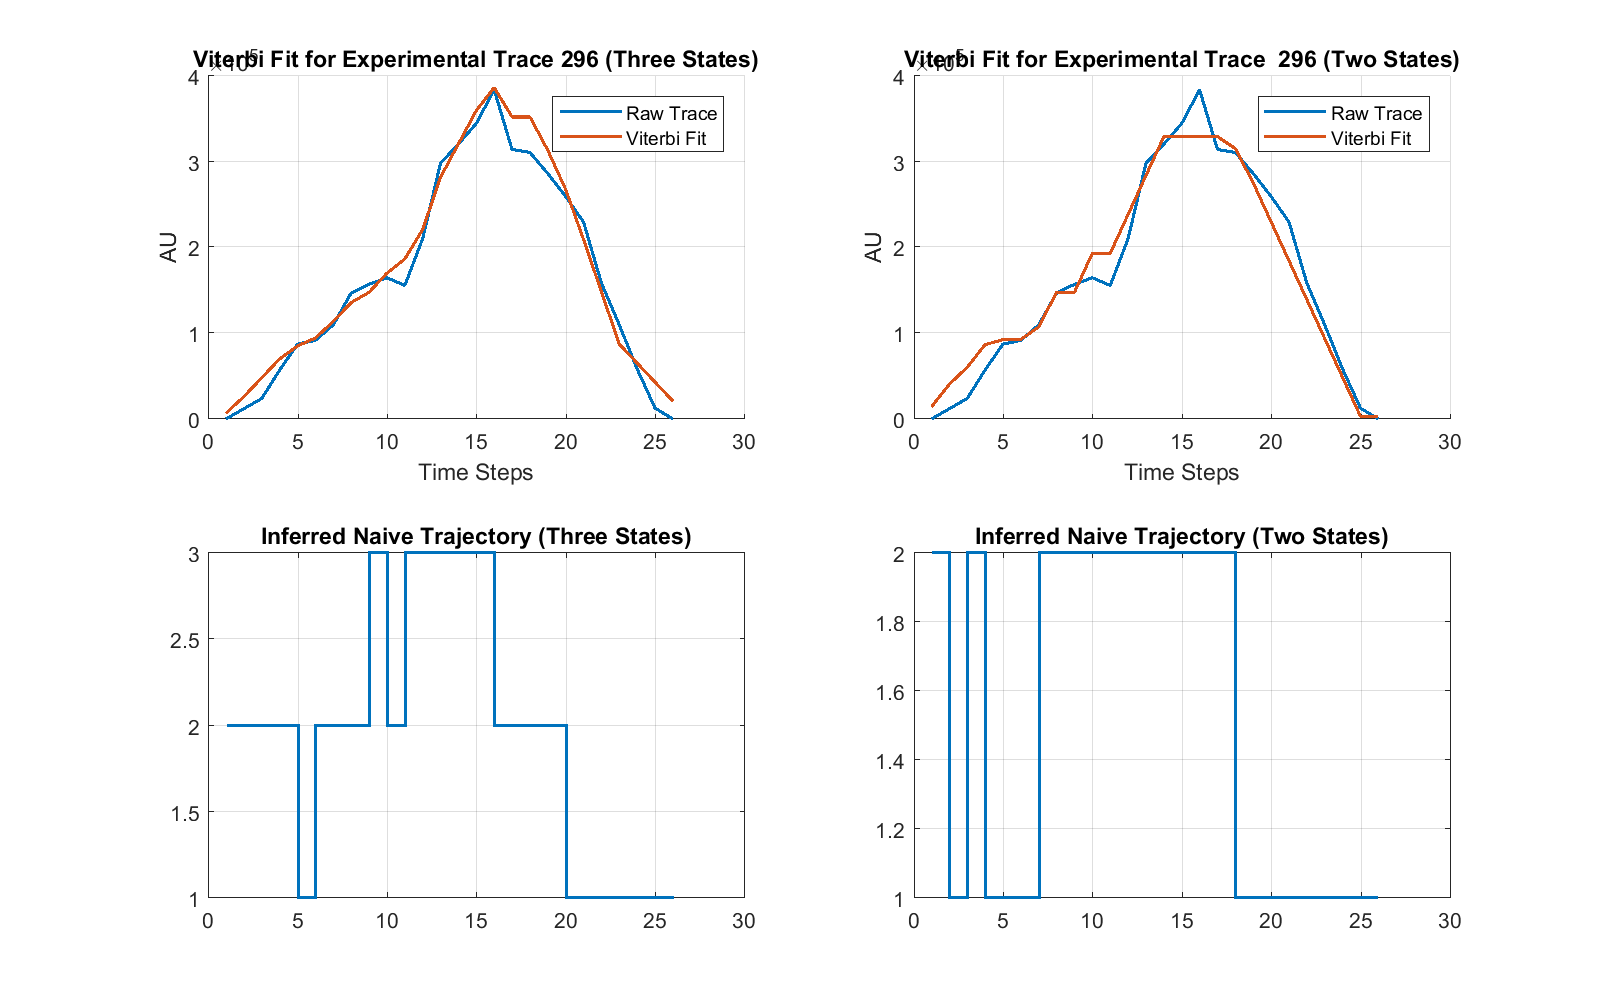 Viterbi Fit for Experimental Trace 296 (Three States)
×10^5
4
3
2
1
0
AU
0 5 10 15 20 25 30
Time Steps
Raw Trace
Viterbi Fit
Viterbi Fit for Experimental Trace  296 (Two States)
×10^5
4
3
2
1
0
AU
0 5 10 15 20 25 30
Time Steps
Raw Trace
Viterbi Fit
Inferred Naive Trajectory (Three States)
3
2.5
2
1.5
1
0 5 10 15 20 25 30
Inferred Naive Trajectory (Two States)
2
1.8
1.6
1.4
1.2
1
0 5 10 15 20 25 30